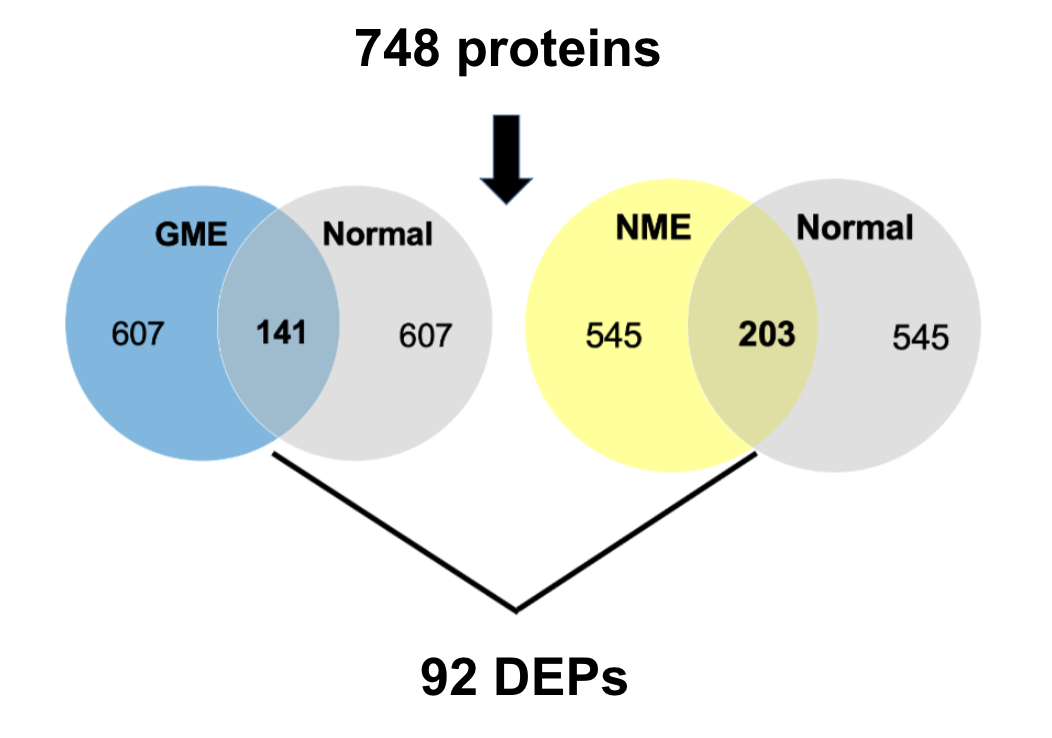 748 proteins
GME
Normal
607
141
607
NME
Normal
545
203
545
92 DEPs